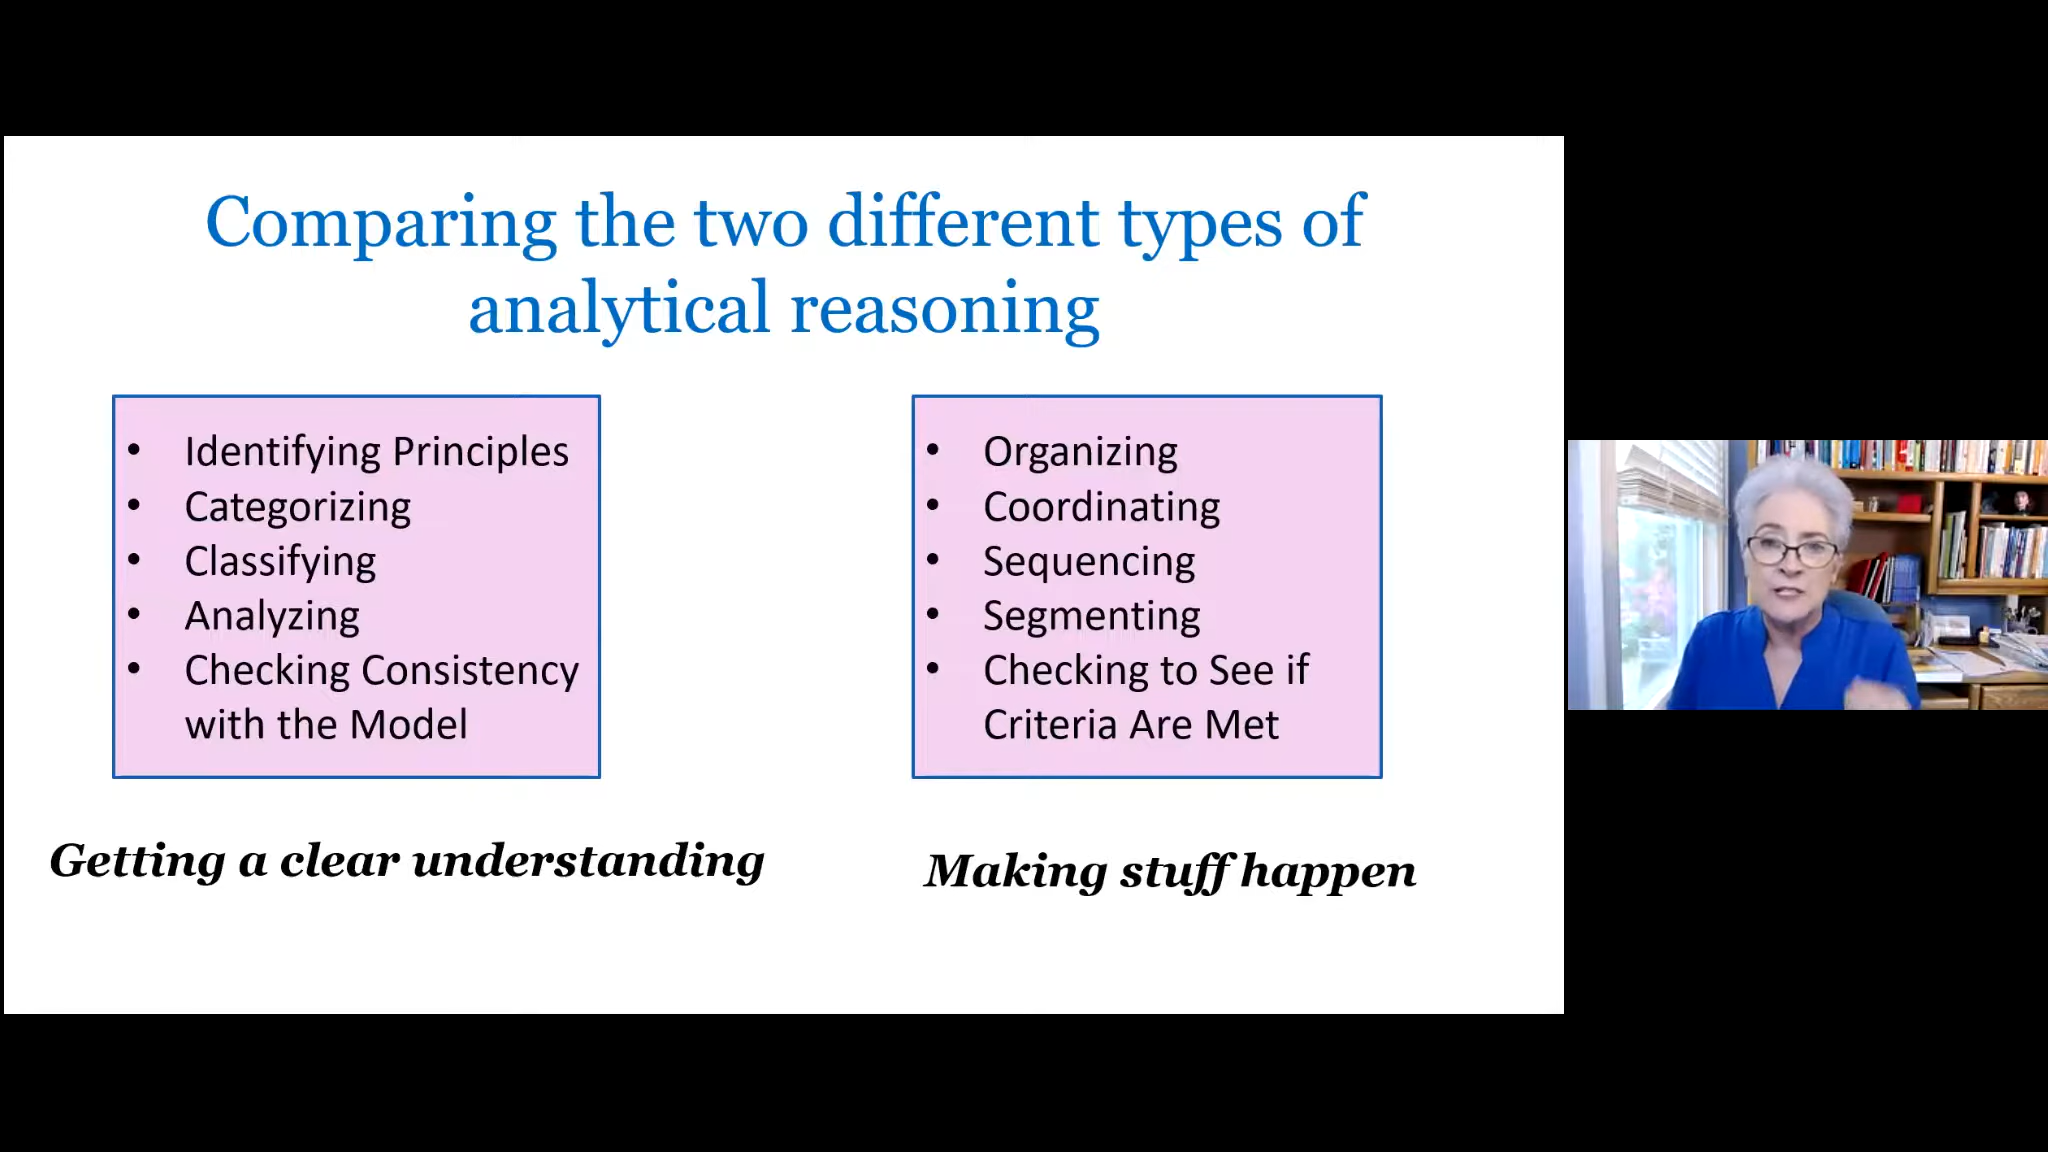 Comparing the two different types of
analytical reasoning
• Identifying Principles
• Categorizing
• Classifying
• Analyzing
• Checking Consistency
with the Model
Getting a clear understanding
• Organizing
• Coordinating
• Sequencing
• Segmenting
• Checking to See if
Criteria Are Met
Making stuff happen